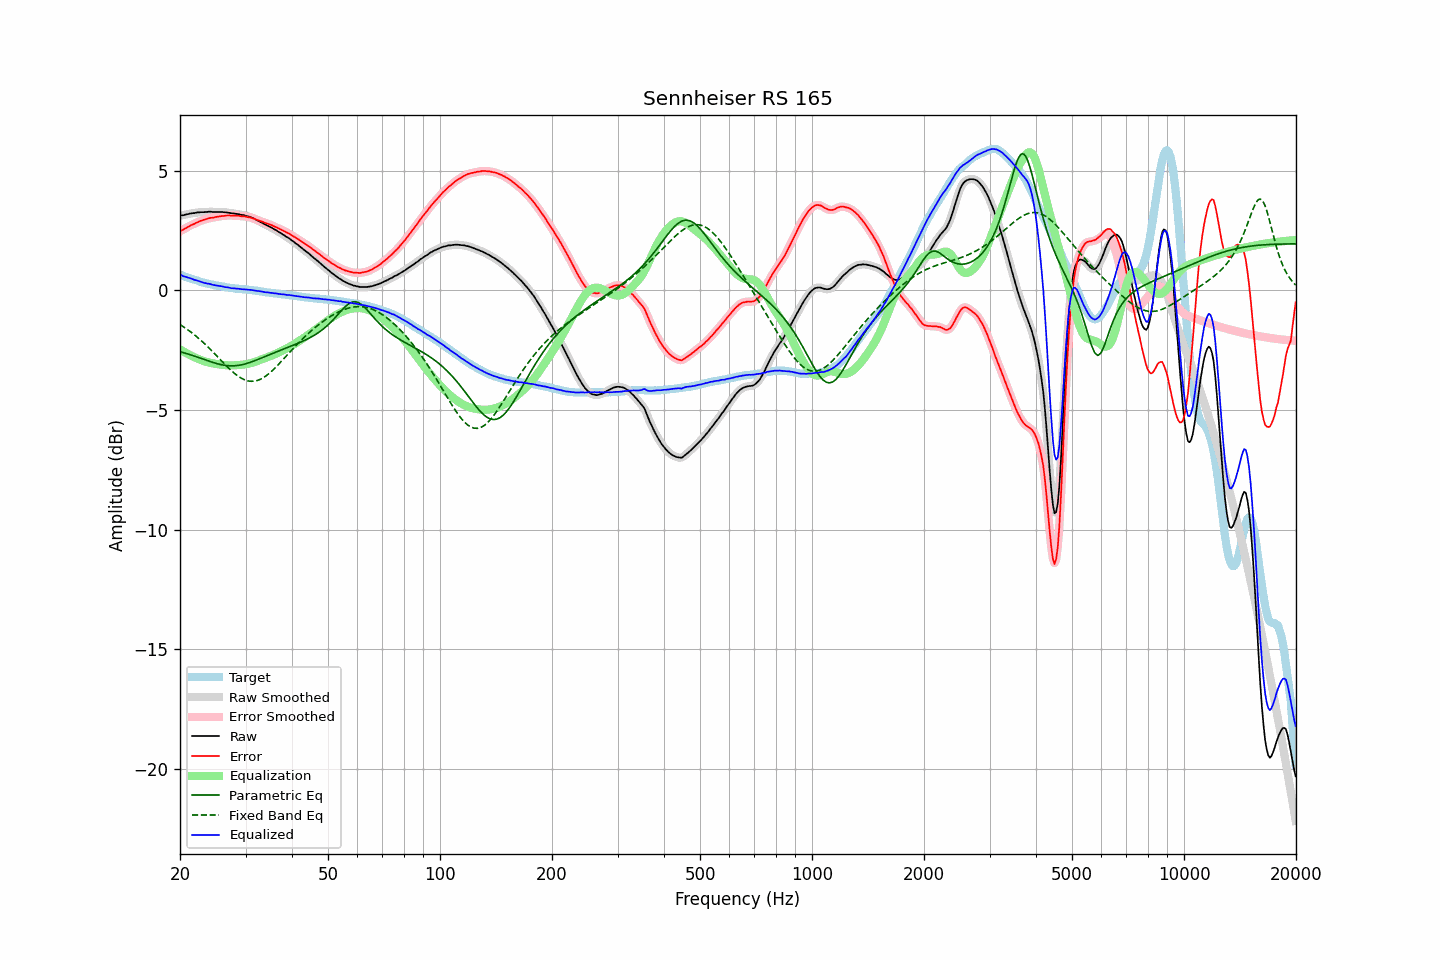 Sennheiser RS 165
Amplitude (dBr)
5
0
−5
−10
−15
−20
Target
Raw Smoothed
Error Smoothed
Raw
Error
Equalization
Parametric Eq
Fixed Band Eq
Equalized
20 50 100 200 500 1000 2000 5000 10000 20000
Frequency (Hz)